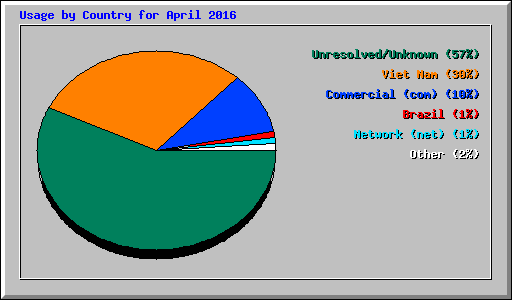 Usage by Country for April 2016
Unresolved/Unknown (57%)
Viet Nam (30%)
Commercial (com) (10%)
Brazil (1%)
Network (net) (1%)
Other (2%)